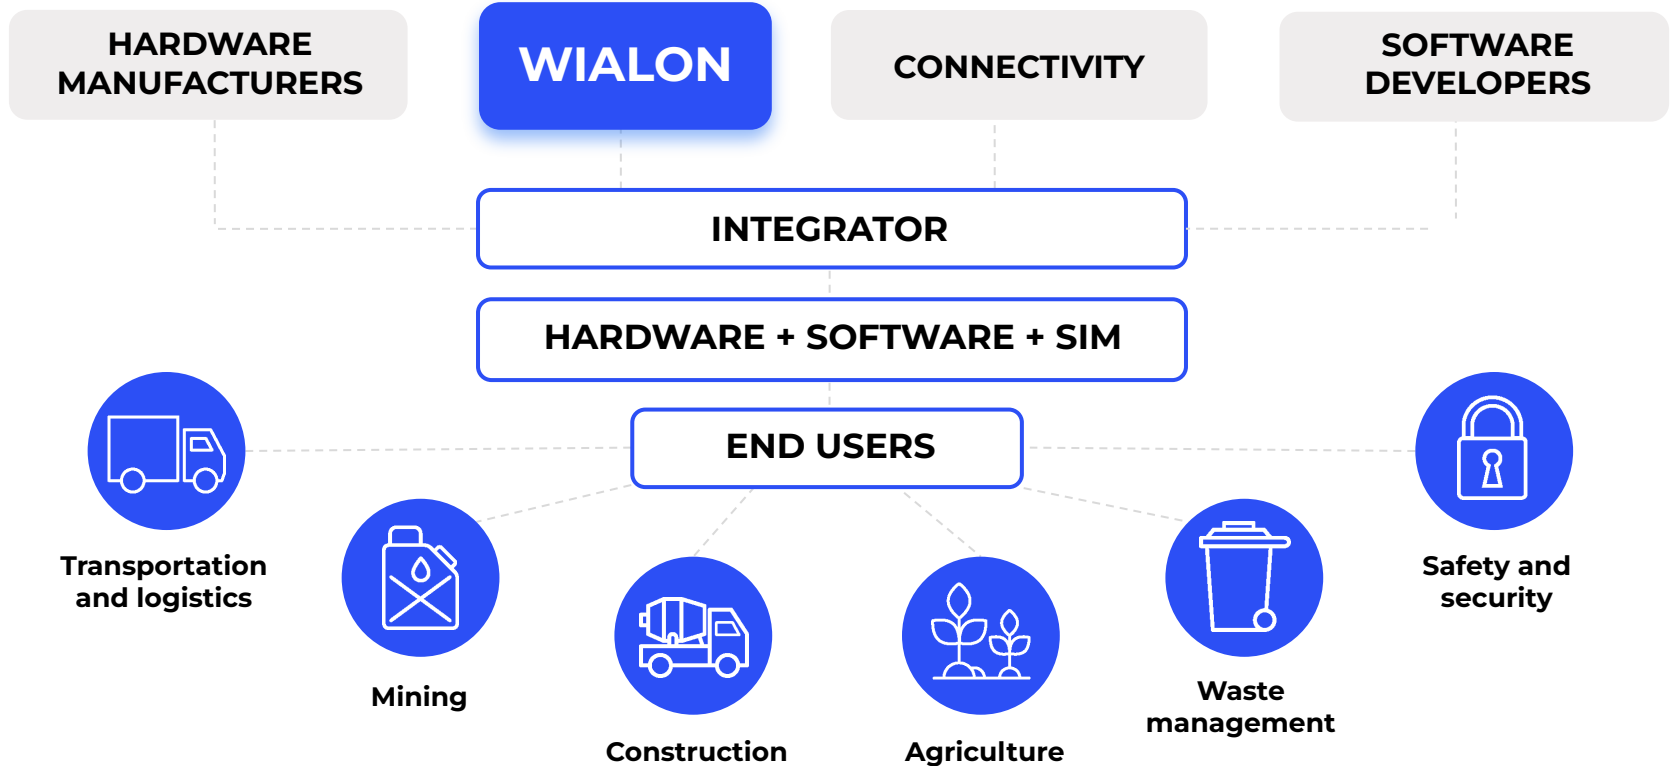 HARDWARE
MANUFACTURERS
WIALON
CONNECTIVITY
SOFTWARE
DEVELOPERS
INTEGRATOR
HARDWARE + SOFTWARE + SIM
END USERS
Transportation
and logistics
Mining
Construction
Agriculture
Waste
management
Safety and
security